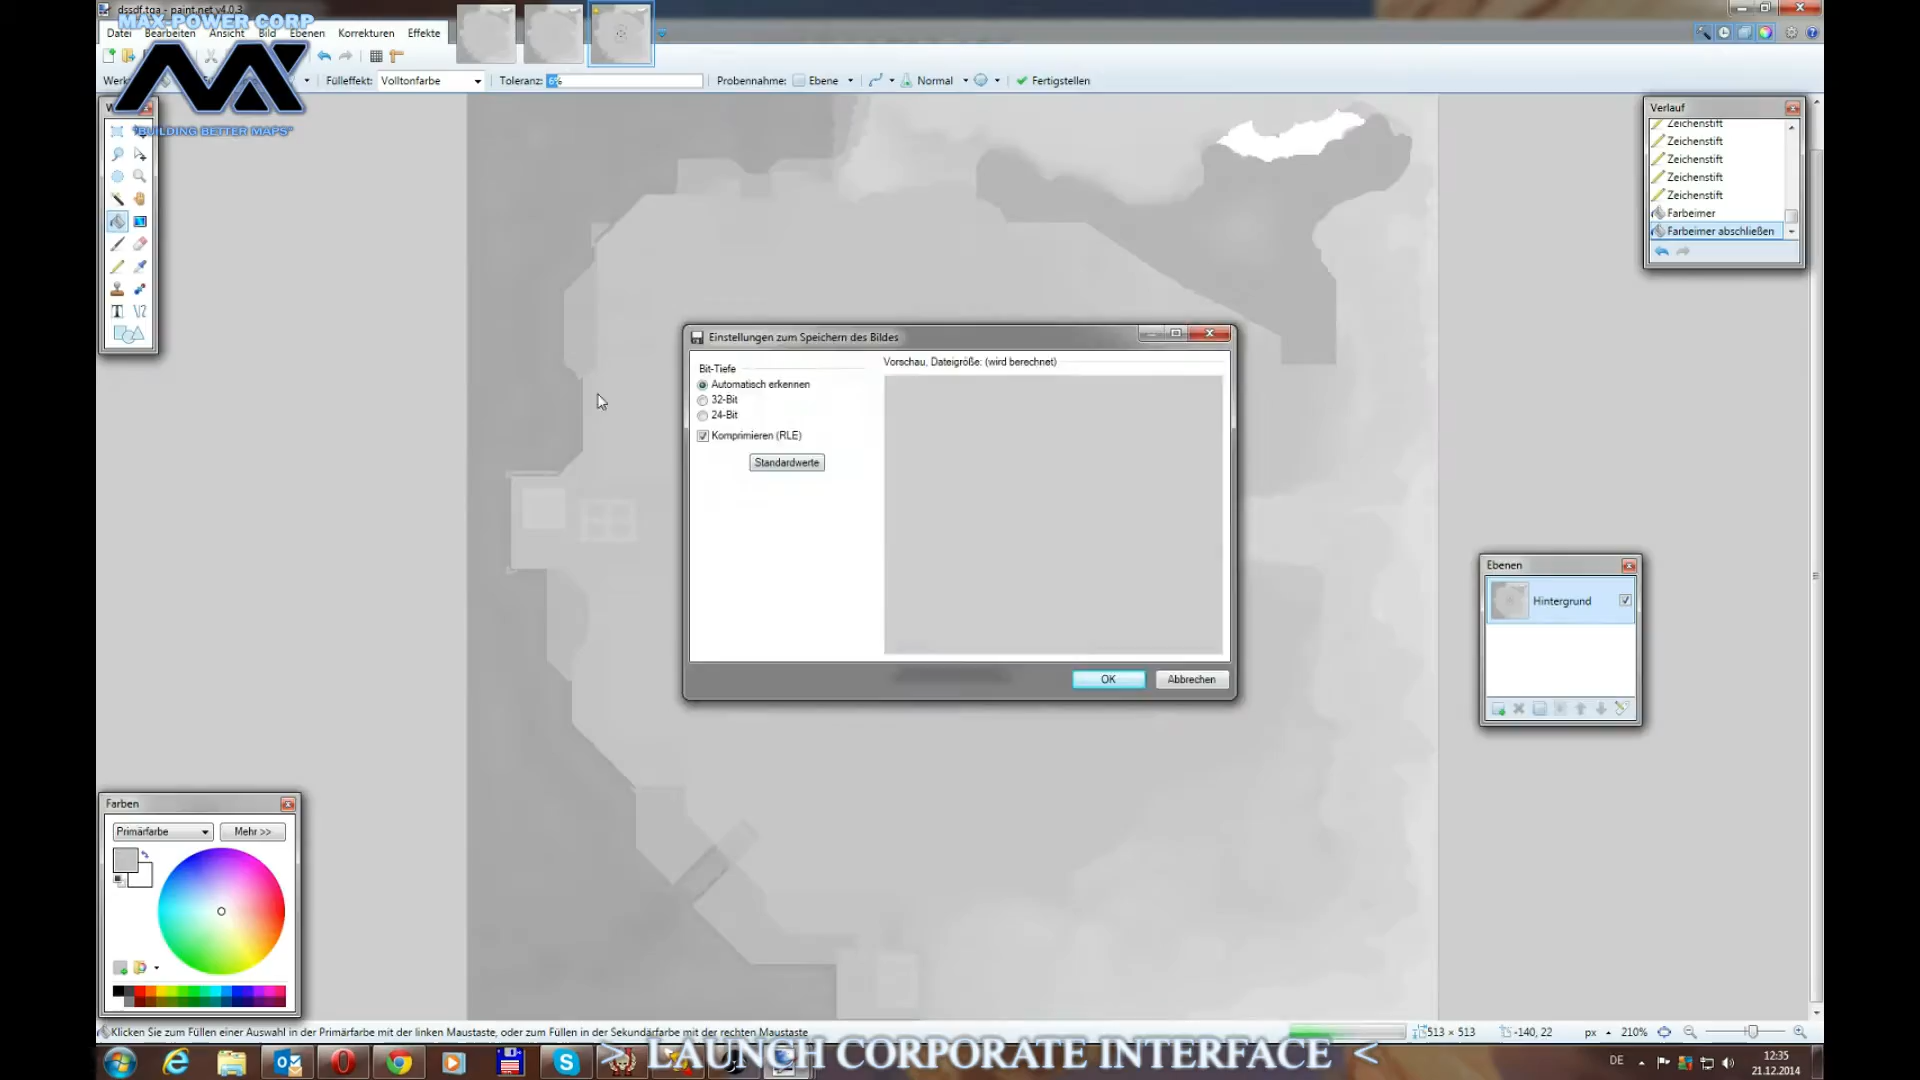 dssdf.tga - paint.net v4.0.3
MAX POWER CORP
Datei Bearbeiten Ansicht Bild Ebenen Korrekturen Effekte
Fülleffekt: Volltonfarbe Toleranz: Probennahme: Ebene Normal Fertigstellen
"BUILDING BETTER MAPS"
Verlauf
Zeichenstift
Zeichenstift
Zeichenstift
Zeichenstift
Zeichenstift
Farbeimer
Farbeimer abschließen
Einstellungen zum Speichern des Bildes
Bit-Tiefe
Automatisch erkennen
32-Bit
24-Bit
Komprimieren (RLE)
Standardwerte
Vorschau, Dateigröße: (wird berechnet)
OK Abbrechen
Ebenen
Hintergrund
Farben
Primärfarbe Mehr >>
Klicken Sie zum Füllen einer Auswahl in der Primärfarbe mit der linken Maustaste, oder zum Füllen in der Sekundärfarbe mit der rechten Maustaste
513 × 513 -140, 22 px 210%
> LAUNCH CORPORATE INTERFACE <
DE
12:35
21.12.2014